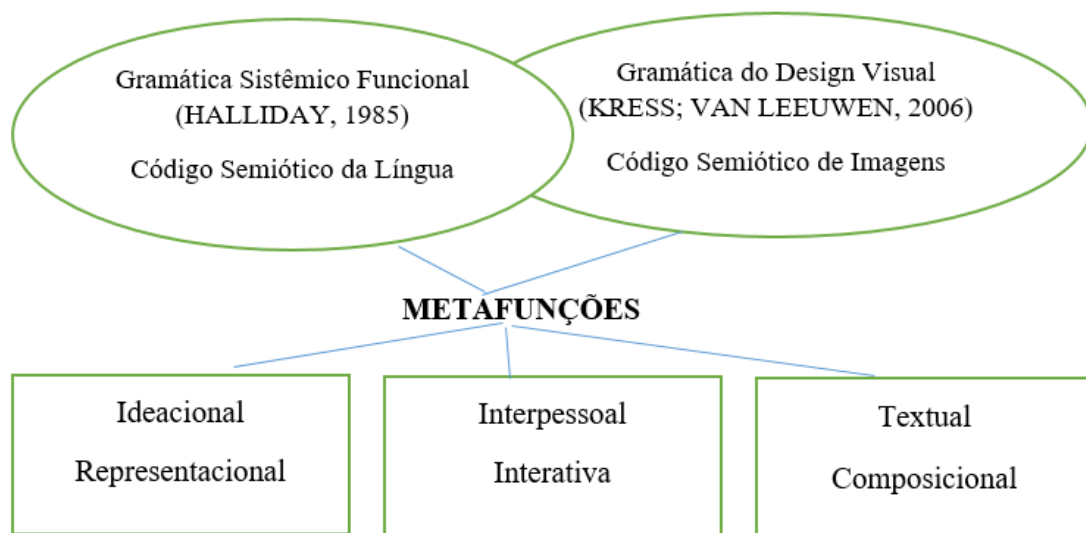 Gramática Sistêmico Funcional
(HALLIDAY, 1985)
Código Semiótico da Língua
Gramática do Design Visual
(KRESS; VAN LEEUWEN, 2006)
Código Semiótico de Imagens
METAFUNÇÕES
Ideacional
Representacional
Interpessoal
Interativa
Textual
Composicional